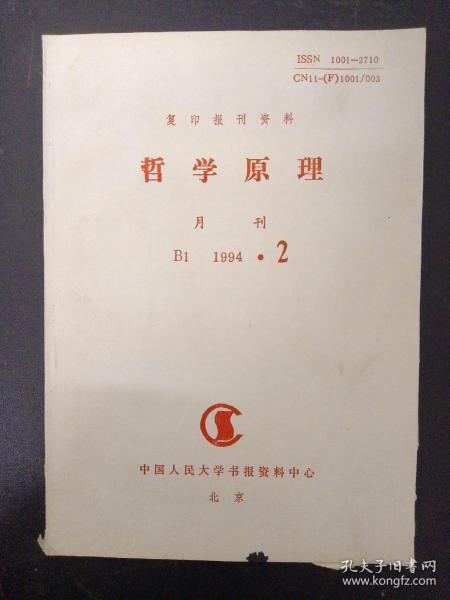 ISSN 1001—2710
CN11-(F)1001/003
复印报刊资料
哲学原理
月刊
B1 1994·2
中国人民大学书报资料中心
北京
孔夫子旧书网
www.kongfz.com